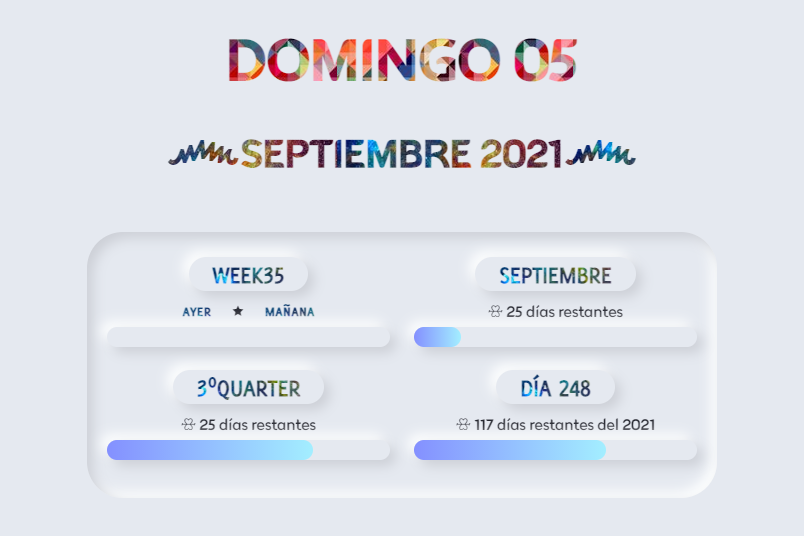 DOMINGO 05
SEPTIEMBRE 2021
WEEK35
AYER ★ MAÑANA
SEPTIEMBRE
25 días restantes
3ºQUARTER
25 días restantes
DÍA 248
117 días restantes del 2021